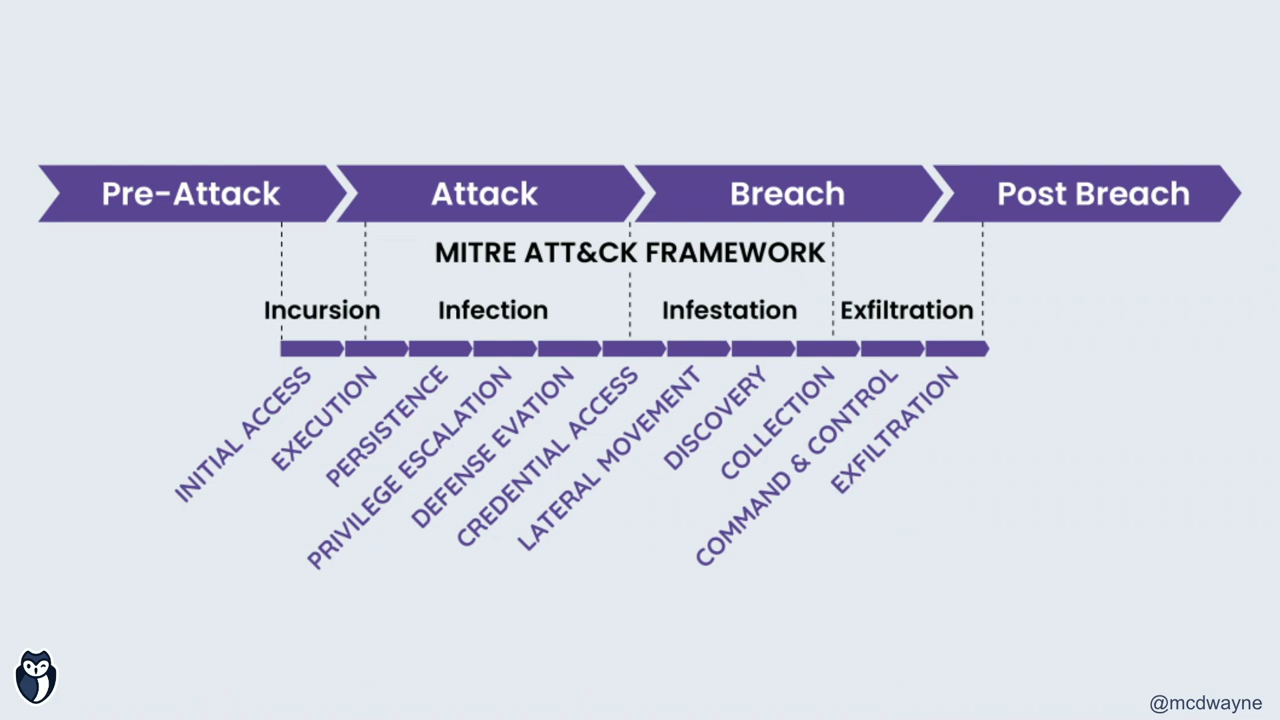 Pre-Attack
Attack
Breach
Post Breach
MITRE ATT&CK FRAMEWORK
Incursion
Infection
Infestation
Exfiltration
INITIAL ACCESS
EXECUTION
PERSISTENCE
PRIVILEGE ESCALATION
DEFENSE EVATION
CREDENTIAL ACCESS
LATERAL MOVEMENT
DISCOVERY
COLLECTION
COMMAND & CONTROL
EXFILTRATION
@mcdwayne